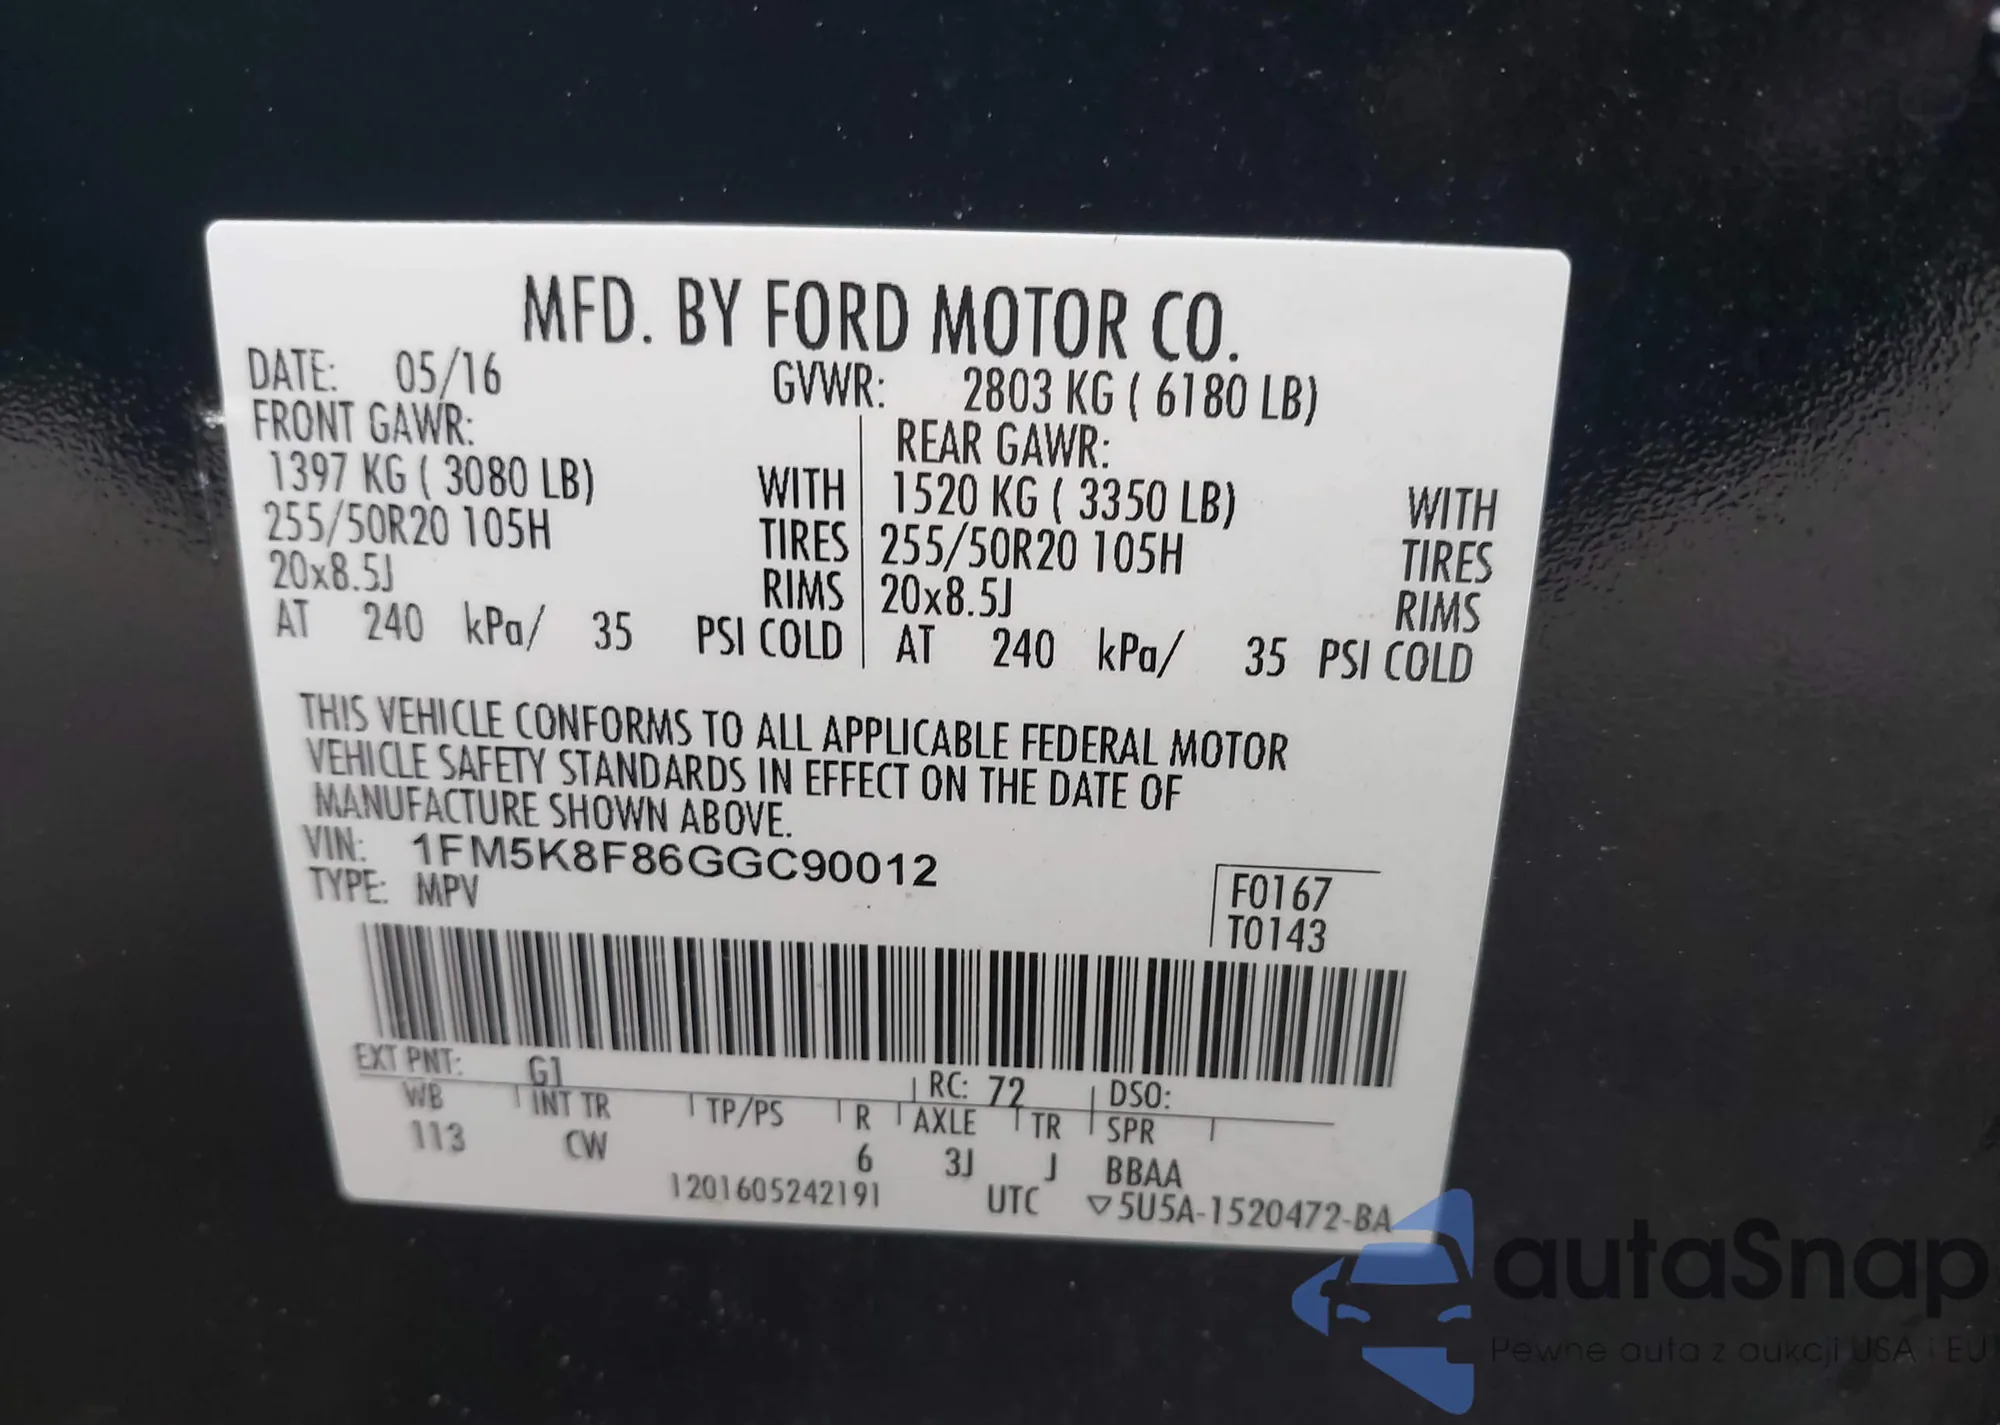 MFD. BY FORD MOTOR CO.
DATE: 05/16 GVWR: 2803 KG ( 6180 LB)
FRONT GAWR: REAR GAWR:
1397 KG ( 3080 LB) WITH 1520 KG ( 3350 LB) WITH
255/50R20 105H TIRES 255/50R20 105H TIRES
20x8.5J RIMS 20x8.5J RIMS
AT 240 kPa/ 35 PSI COLD AT 240 kPa/ 35 PSI COLD
THIS VEHICLE CONFORMS TO ALL APPLICABLE FEDERAL MOTOR
VEHICLE SAFETY STANDARDS IN EFFECT ON THE DATE OF
MANUFACTURE SHOWN ABOVE.
VIN: 1FM5K8F86GGC90012
TYPE: MPV
F0167
T0143
EXT PNT: G1 RC: 72 DSO:
WB INT TR TP/PS R AXLE TR SPR
113 CW 6 3J J BBAA
1201605242191 UTC ▽5U5A-1520472-BA
autaSnap
Pewne auta z aukcji USA i EU